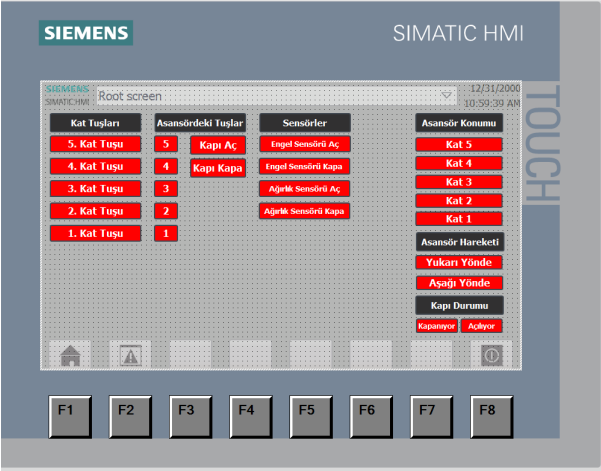 SIEMENS
SIMATIC HMI
SIEMENS
SIMATIC HMI
Root screen
12/31/2000
10:59:39 AM
TOUCH
Kat Tuşları
5. Kat Tuşu
4. Kat Tuşu
3. Kat Tuşu
2. Kat Tuşu
1. Kat Tuşu
Asansördeki Tuşlar
5
4
3
2
1
Kapı Aç
Kapı Kapa
Sensörler
Engel Sensörü Aç
Engel Sensörü Kapa
Ağırlık Sensörü Aç
Ağırlık Sensörü Kapa
Asansör Konumu
Kat 5
Kat 4
Kat 3
Kat 2
Kat 1
Asansör Hareketi
Yukarı Yönde
Aşağı Yönde
Kapı Durumu
Kapanıyor Açılıyor
F1 F2 F3 F4 F5 F6 F7 F8